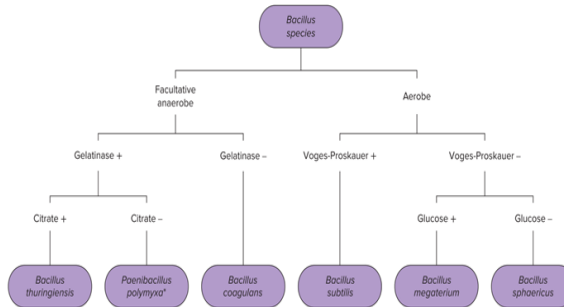 Bacillus
species
Facultative
anaerobe
Aerobe
Gelatinase +
Gelatinase –
Voges-Proskauer +
Voges-Proskauer –
Citrate +
Citrate –
Glucose +
Glucose –
Bacillus
thuringiensis
Paenibacillus
polymyxa*
Bacillus
coagulans
Bacillus
subtilis
Bacillus
megaterium
Bacillus
sphaericus